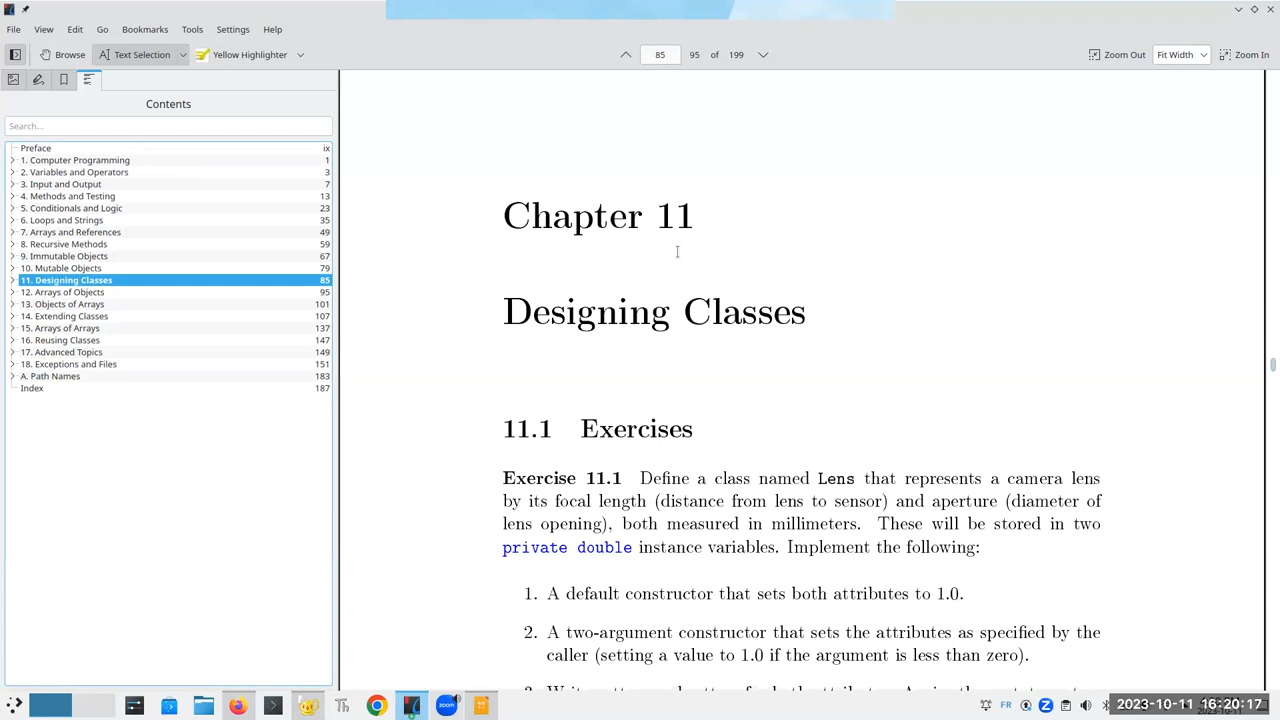 File View Edit Go Bookmarks Tools Settings Help
Browse Text Selection Yellow Highlighter 85 95 of 199 Zoom Out Fit Width Zoom In
Contents
Search...
Preface ix
1. Computer Programming 1
2. Variables and Operators 3
3. Input and Output 7
4. Methods and Testing 13
5. Conditionals and Logic 23
6. Loops and Strings 35
7. Arrays and References 49
8. Recursive Methods 59
9. Immutable Objects 67
10. Mutable Objects 79
11. Designing Classes 85
12. Arrays of Objects 95
13. Objects of Arrays 101
14. Extending Classes 107
15. Arrays of Arrays 137
16. Reusing Classes 147
17. Advanced Topics 149
18. Exceptions and Files 151
A. Path Names 183
Index 187
Chapter 11
Designing Classes
11.1 Exercises
Exercise 11.1 Define a class named Lens that represents a camera lens
by its focal length (distance from lens to sensor) and aperture (diameter of
lens opening), both measured in millimeters. These will be stored in two
private double instance variables. Implement the following:
1. A default constructor that sets both attributes to 1.0.
2. A two-argument constructor that sets the attributes as specified by the
caller (setting a value to 1.0 if the argument is less than zero).
zoom FR 2023-10-11 16:20:17